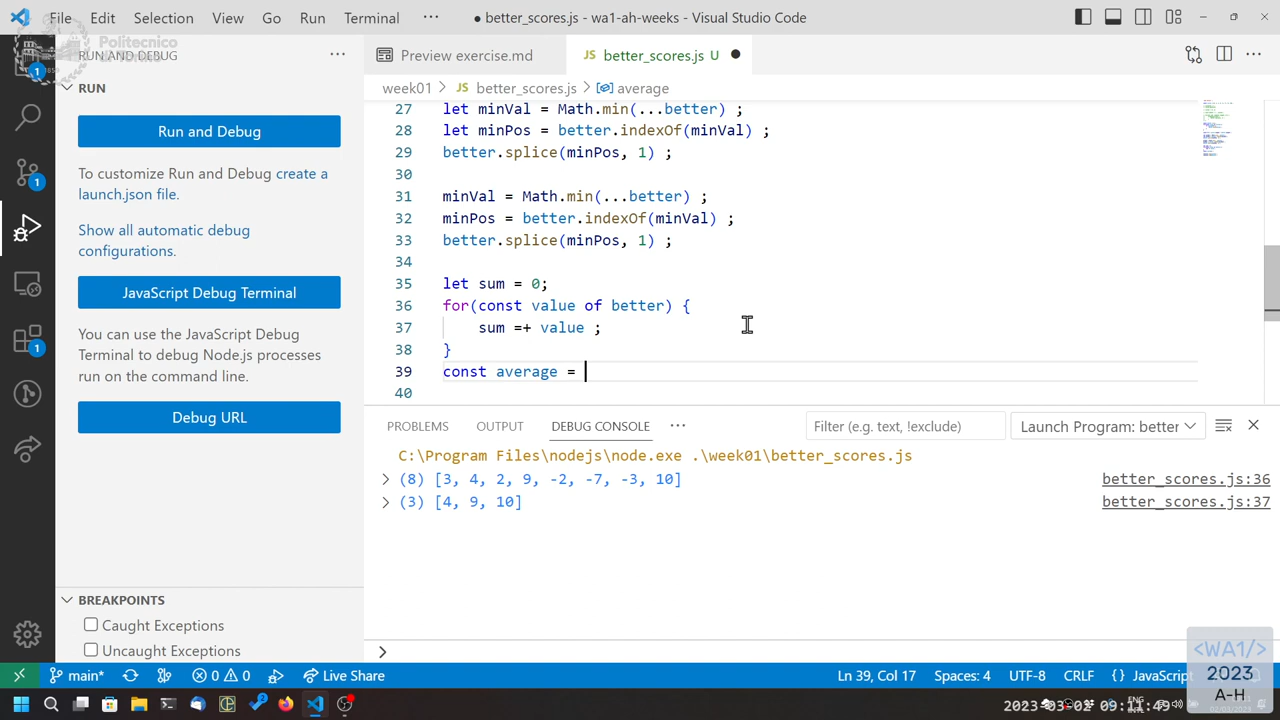 File Edit Selection View Go Run Terminal ··· ● better_scores.js - wa1-ah-weeks - Visual Studio Code
Politecnico
RUN AND DEBUG ···
Preview exercise.md
JS better_scores.js U ●
RUN
week01 > JS better_scores.js > average
Run and Debug
To customize Run and Debug create a
launch.json file.
Show all automatic debug
configurations.
JavaScript Debug Terminal
You can use the JavaScript Debug
Terminal to debug Node.js processes
run on the command line.
Debug URL
27 let minVal = Math.min(...better) ;
28 let minPos = better.indexOf(minVal) ;
29 better.splice(minPos, 1) ;
30
31 minVal = Math.min(...better) ;
32 minPos = better.indexOf(minVal) ;
33 better.splice(minPos, 1) ;
34
35 let sum = 0;
36 for(const value of better) {
37 sum =+ value ;
38 }
39 const average =
40
PROBLEMS OUTPUT DEBUG CONSOLE ··· Filter (e.g. text, !exclude) Launch Program: better
C:\Program Files\nodejs\node.exe .\week01\better_scores.js
> (8) [3, 4, 2, 9, -2, -7, -3, 10] better_scores.js:36
> (3) [4, 9, 10] better_scores.js:37
BREAKPOINTS
Caught Exceptions
Uncaught Exceptions
>
main* 0 0 Live Share Ln 39, Col 17 Spaces: 4 UTF-8 CRLF {} JavaScript
<WA1/>
2023
A-H